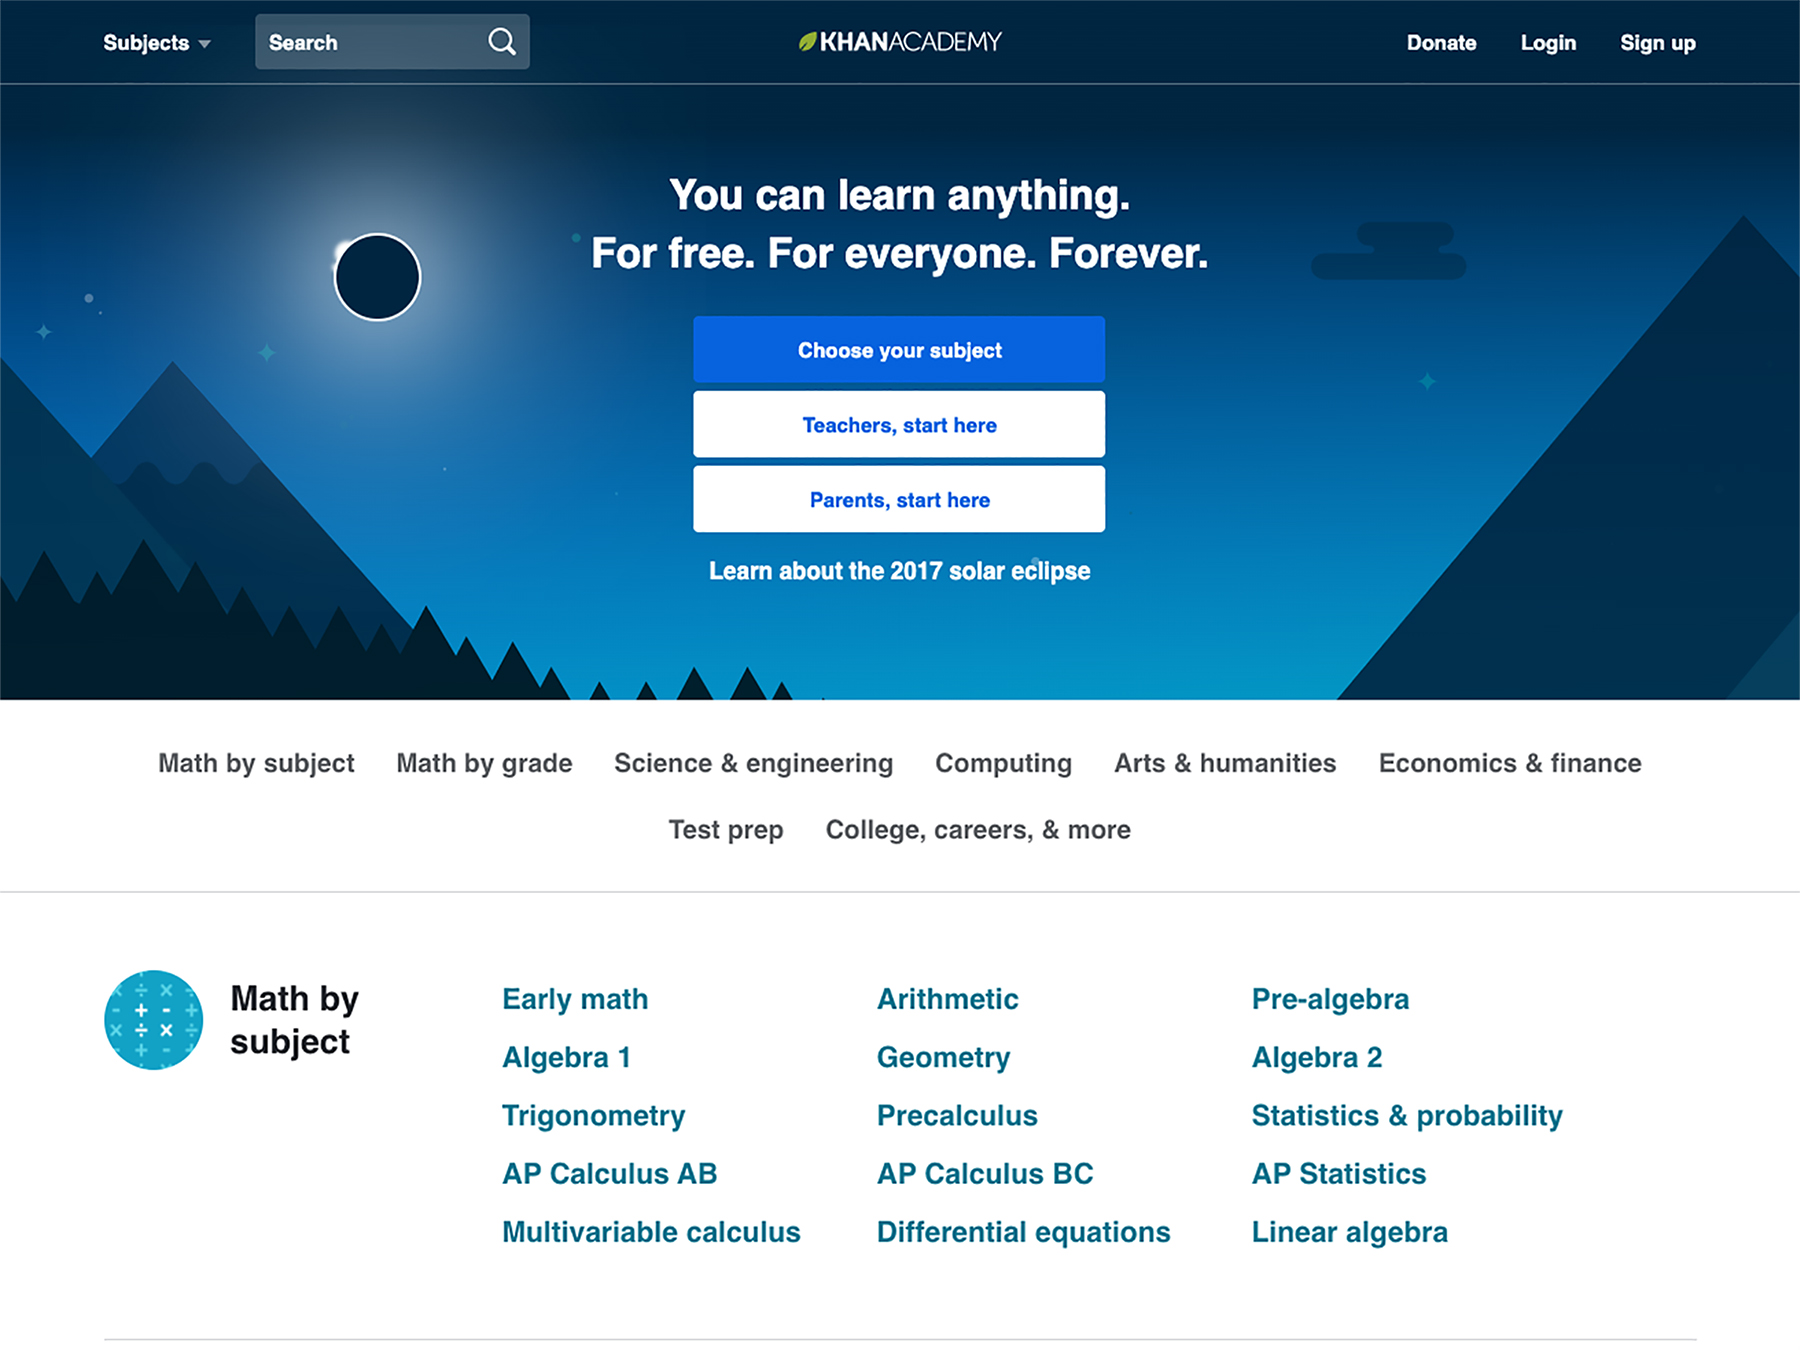 Subjects
Search
KHANACADEMY
Donate
Login
Sign up
You can learn anything.
For free. For everyone. Forever.
Choose your subject
Teachers, start here
Parents, start here
Learn about the 2017 solar eclipse
Math by subject
Math by grade
Science & engineering
Computing
Arts & humanities
Economics & finance
Test prep
College, careers, & more
Math by
subject
Early math
Arithmetic
Pre-algebra
Algebra 1
Geometry
Algebra 2
Trigonometry
Precalculus
Statistics & probability
AP Calculus AB
AP Calculus BC
AP Statistics
Multivariable calculus
Differential equations
Linear algebra